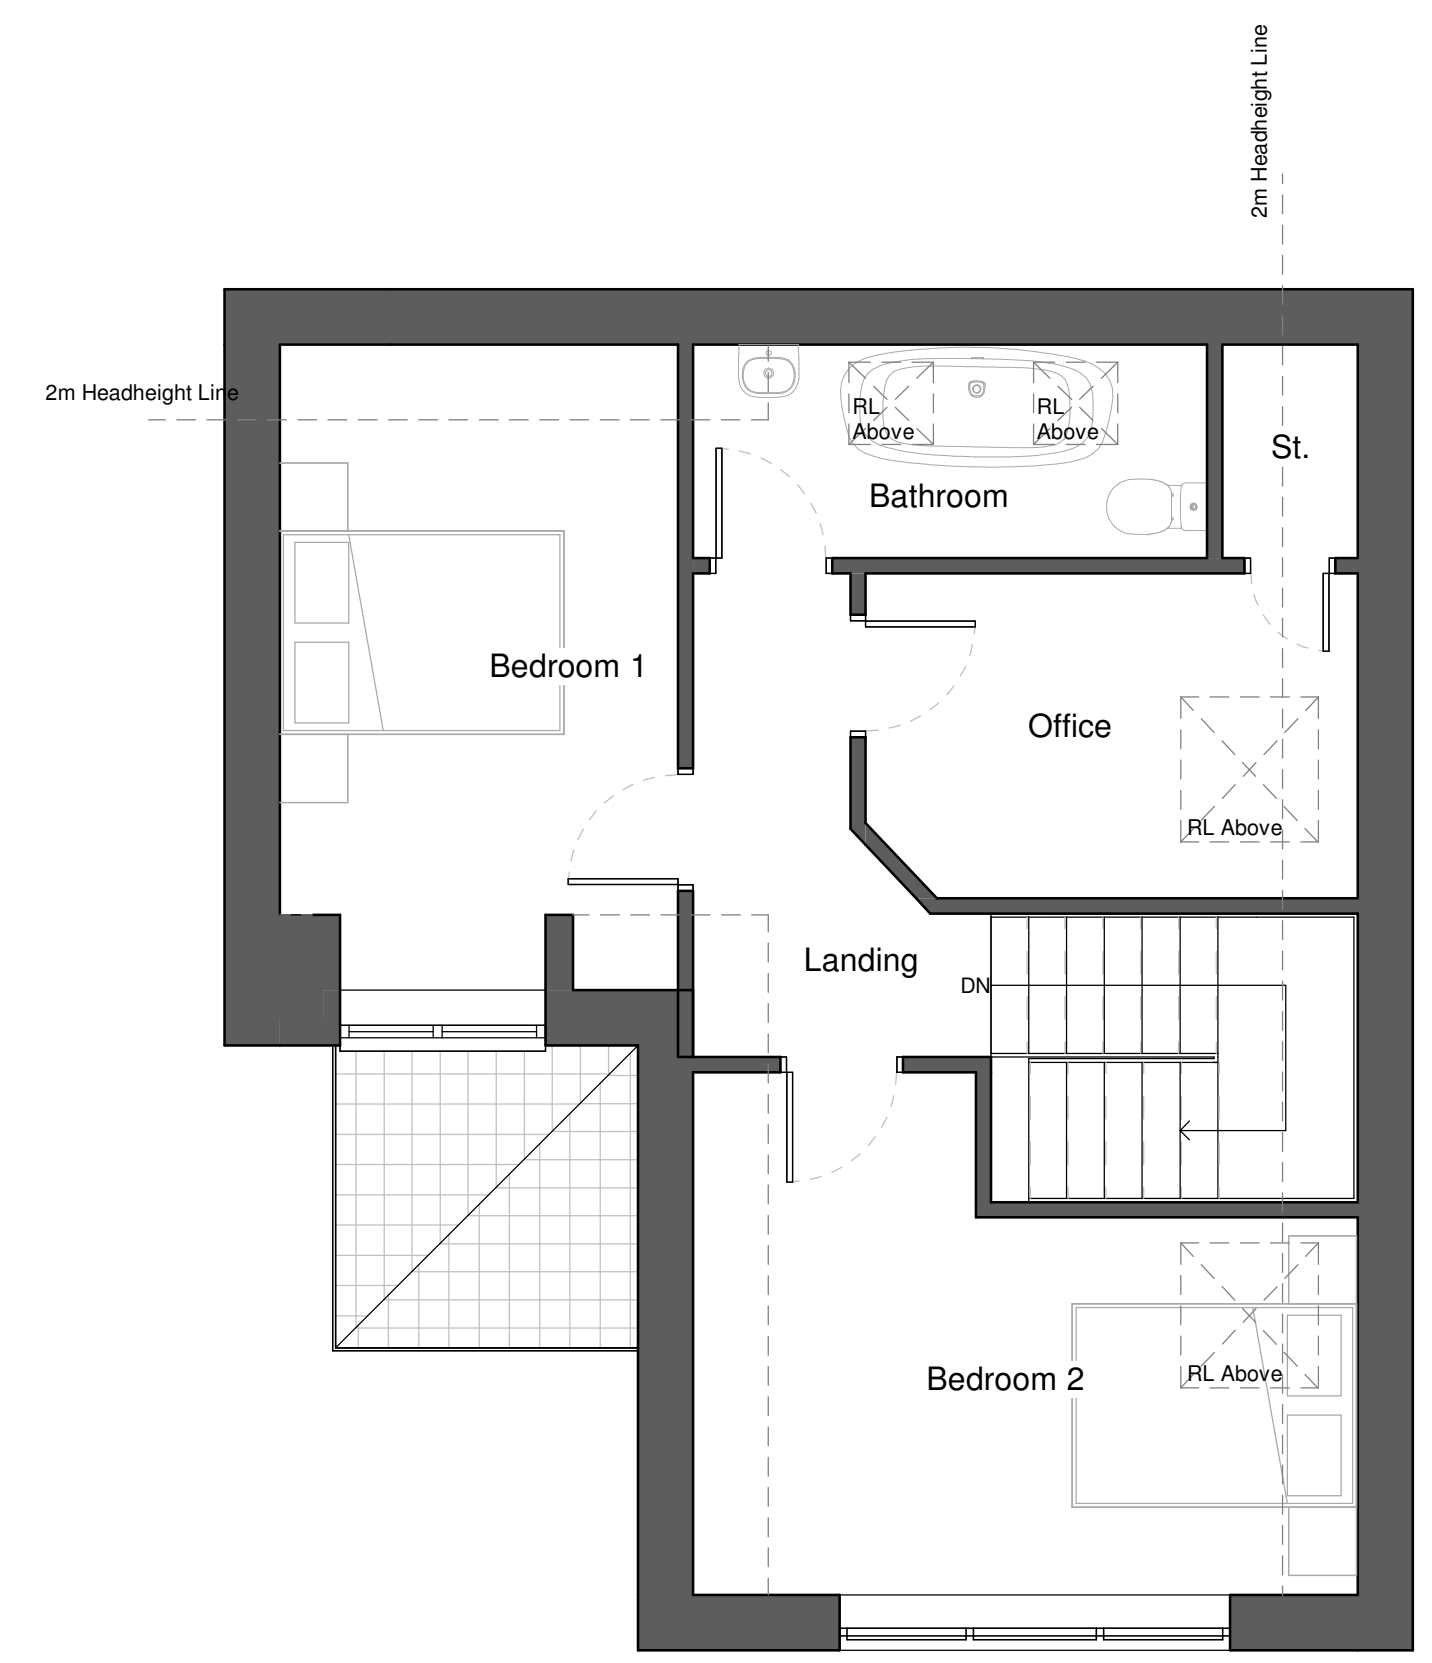 2m Headheight Line
2m Headheight Line
RL
Above
RL
Above
St.
Bathroom
Bedroom 1
Office
RL Above
Landing
DN
Bedroom 2
RL Above